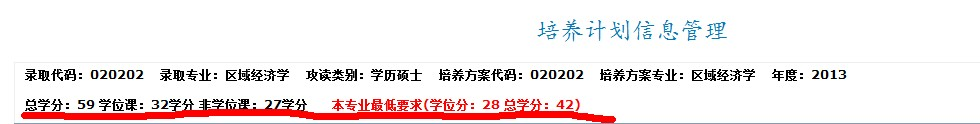 培养计划信息管理
录取代码：020202 录取专业：区域经济学 攻读类别：学历硕士 培养方案代码：020202 培养方案专业：区域经济学 年度：2013
总学分：59 学位课：32学分 非学位课：27学分 本专业最低要求(学位分：28 总学分：42)